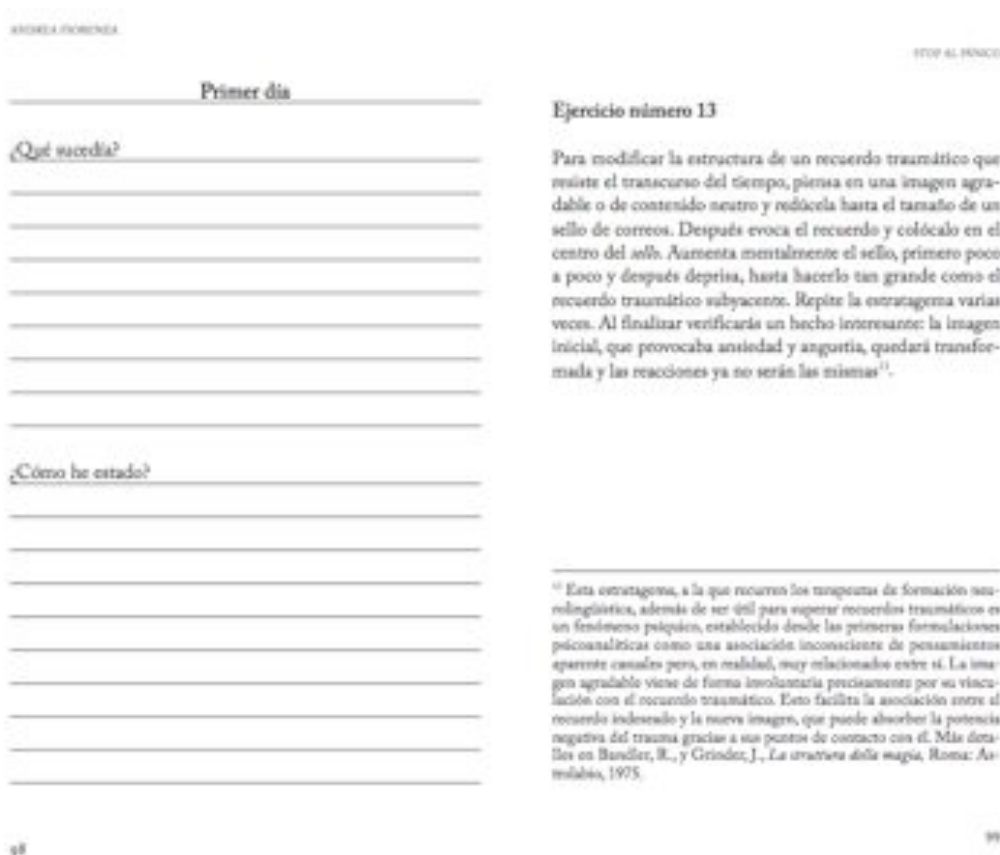 ANDREA FIORENZA
Primer día
¿Qué sucedía?
¿Cómo he estado?
98
STOP AL PÁNICO
Ejercicio número 13
Para modificar la estructura de un recuerdo traumático que
resiste el transcurso del tiempo, piensa en una imagen agra-
dable o de contenido neutro y redúcela hasta el tamaño de un
sello de correos. Después evoca el recuerdo y colócalo en el
centro del sello. Aumenta mentalmente el sello, primero poco
a poco y después deprisa, hasta hacerlo tan grande como el
recuerdo traumático subyacente. Repite la estratagema varias
veces. Al finalizar verificarás un hecho interesante: la imagen
inicial, que provocaba ansiedad y angustia, quedará transfor-
mada y las reacciones ya no serán las mismas
Esta estratagema, a la que recurren los terapeutas de formación neu-
rolingüística, además de ser útil para superar recuerdos traumáticos es
un fenómeno psíquico, establecido desde las primeras formulaciones
psicoanalíticas como una asociación inconsciente de pensamientos
aparente casuales pero, en realidad, muy relacionados entre sí. La ima-
gen agradable viene de forma involuntaria precisamente por su vincu-
lación con el recuerdo traumático. Esto facilita la asociación entre el
recuerdo indeseado y la nueva imagen, que puede absorber la potencia
negativa del trauma gracias a sus puntos de contacto con él. Más deta-
lles en Bandler, R., y Grinder, J., La struttura della magia, Roma: As-
trolabio, 1975.
99